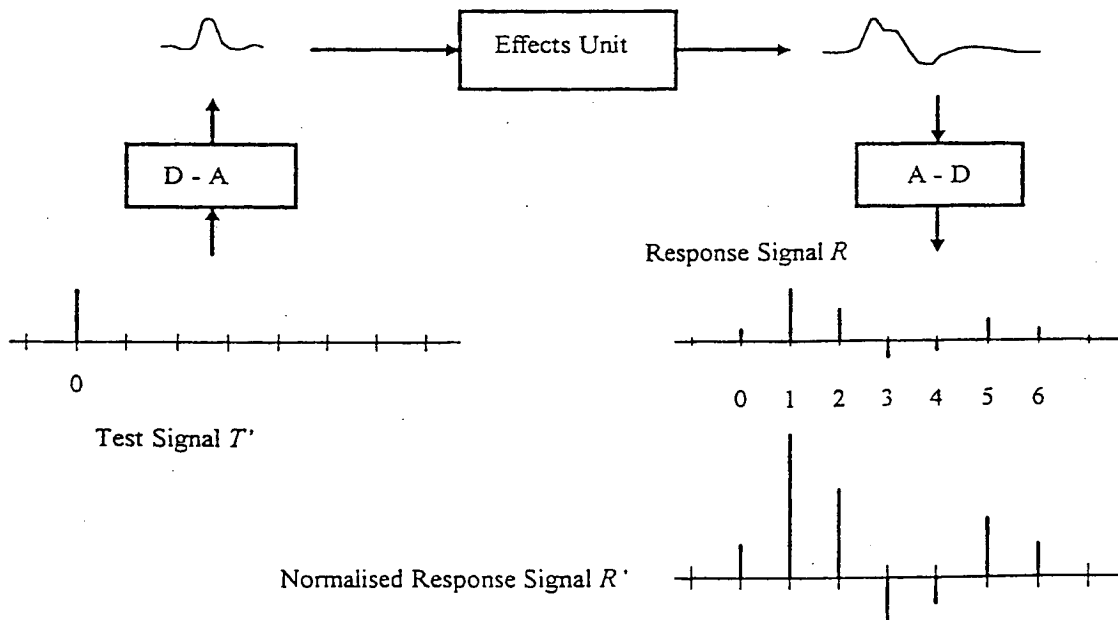 Effects Unit
D - A
A - D
Response Signal R
0
0 1 2 3 4 5 6
Test Signal T'
Normalised Response Signal R'